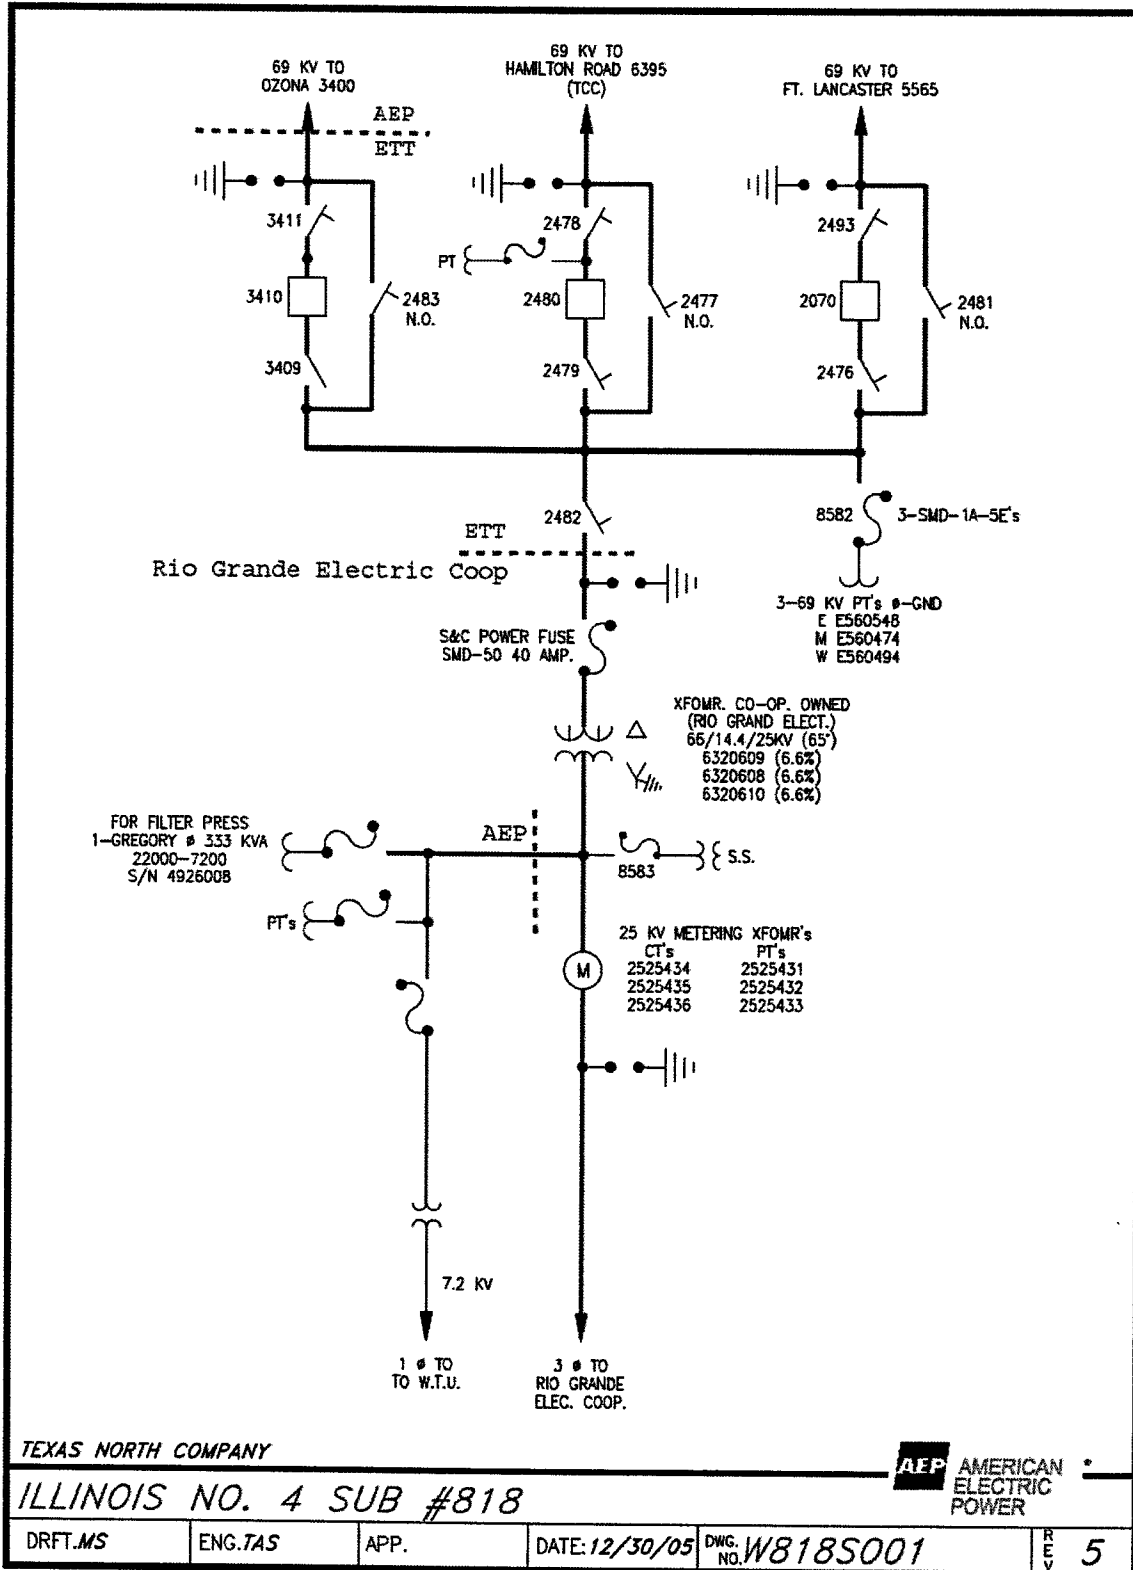 69 KV TO
OZONA 3400
69 KV TO
HAMILTON ROAD 6395
(TCC)
69 KV TO
FT. LANCASTER 5565
AEP
ETT
3411
3410
3409
2483
N.O.
PT
2478
2480
2479
2477
N.O.
2493
2070
2476
2481
N.O.
2482
ETT
Rio Grande Electric Coop
8582
3-SMD-1A-5E's
3-69 KV PT's ø-GND
E E560548
M E560474
W E560494
S&C POWER FUSE
SMD-50 40 AMP.
XFOMR. CO-OP. OWNED
(RIO GRAND ELECT.)
66/14.4/25KV (65°)
6320609 (6.6%)
6320608 (6.6%)
6320610 (6.6%)
FOR FILTER PRESS
1-GREGORY ø 333 KVA
22000-7200
S/N 4926008
AEP
8583
S.S.
PT's
M
25 KV METERING XFOMR's
CT's PT's
2525434 2525431
2525435 2525432
2525436 2525433
7.2 KV
1 ø TO
TO W.T.U.
3 ø TO
RIO GRANDE
ELEC. COOP.
TEXAS NORTH COMPANY
AEP AMERICAN
ELECTRIC
POWER
ILLINOIS NO. 4 SUB #818
DRFT.MS ENG.TAS APP. DATE:12/30/05 DWG. NO. W818S001 REV 5